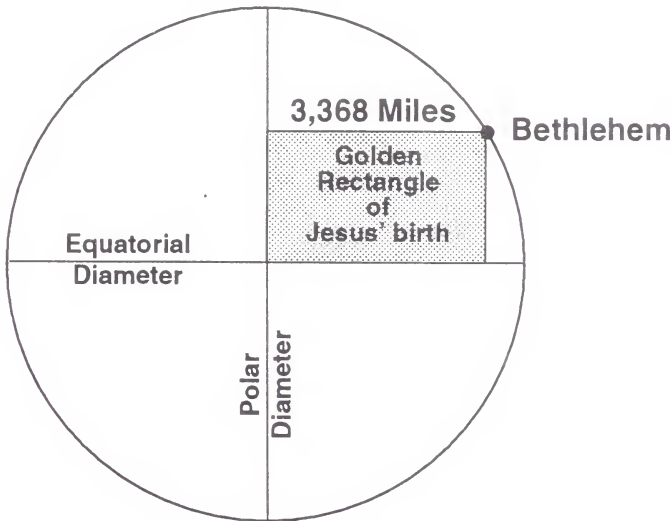 3,368 Miles
Bethlehem
Golden
Rectangle
of
Jesus' birth
Equatorial
Diameter
Polar
Diameter